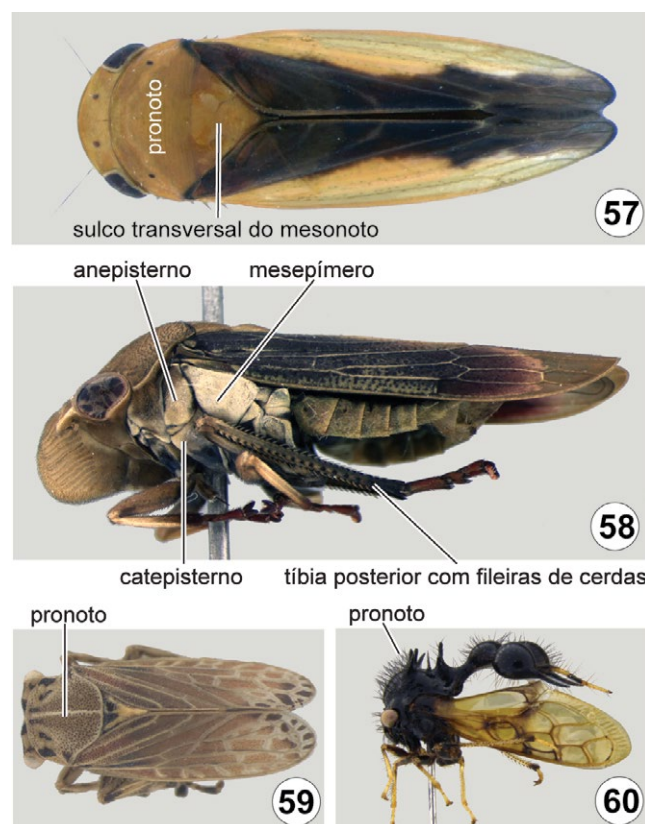 pronoto
sulco transversal do mesonoto
57
anepisterno mesepímero
catepisterno tíbia posterior com fileiras de cerdas
58
pronoto pronoto
59 60